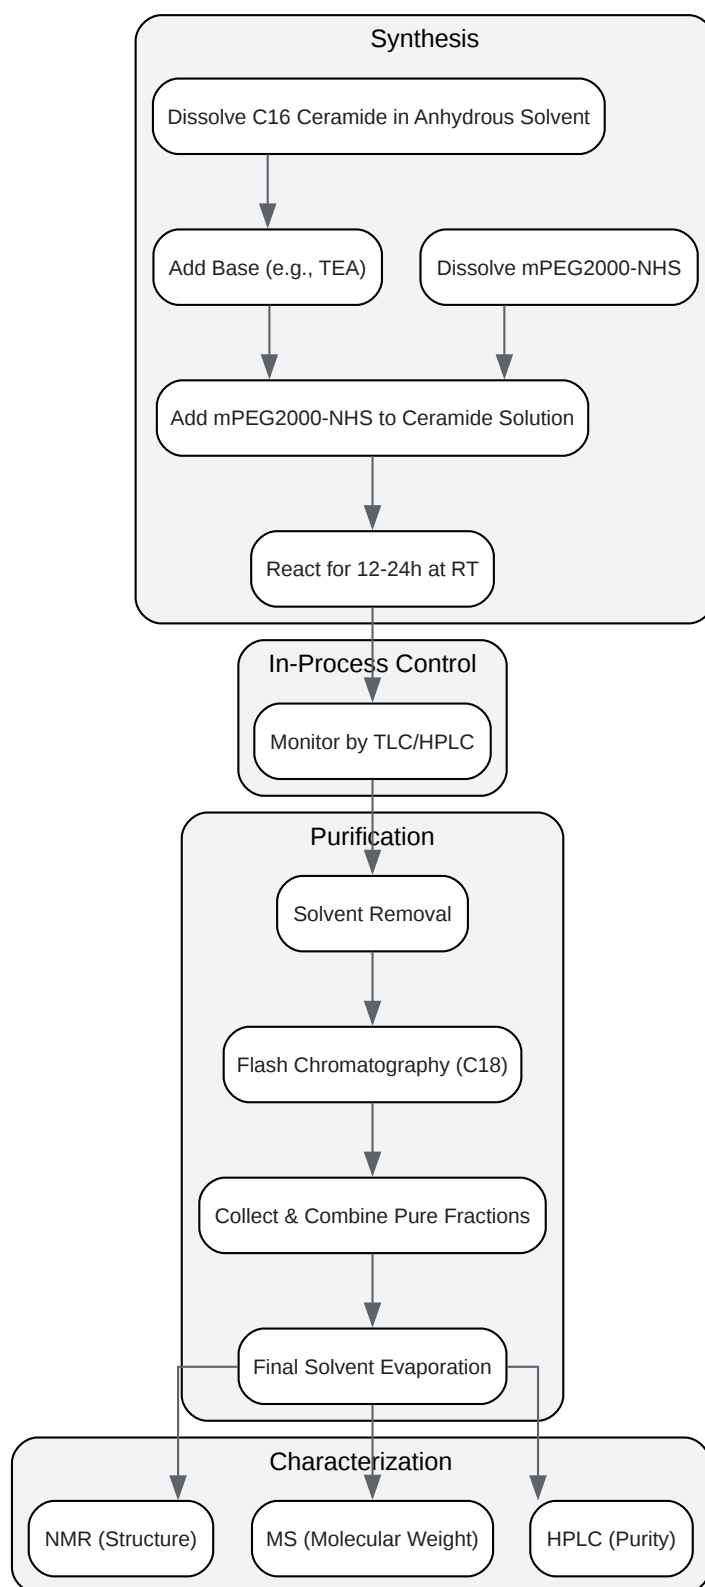 Synthesis
Dissolve C16 Ceramide in Anhydrous Solvent
Add Base (e.g., TEA)
Dissolve mPEG2000-NHS
Add mPEG2000-NHS to Ceramide Solution
React for 12-24h at RT
In-Process Control
Monitor by TLC/HPLC
Purification
Solvent Removal
Flash Chromatography (C18)
Collect & Combine Pure Fractions
Final Solvent Evaporation
Characterization
NMR (Structure)
MS (Molecular Weight)
HPLC (Purity)